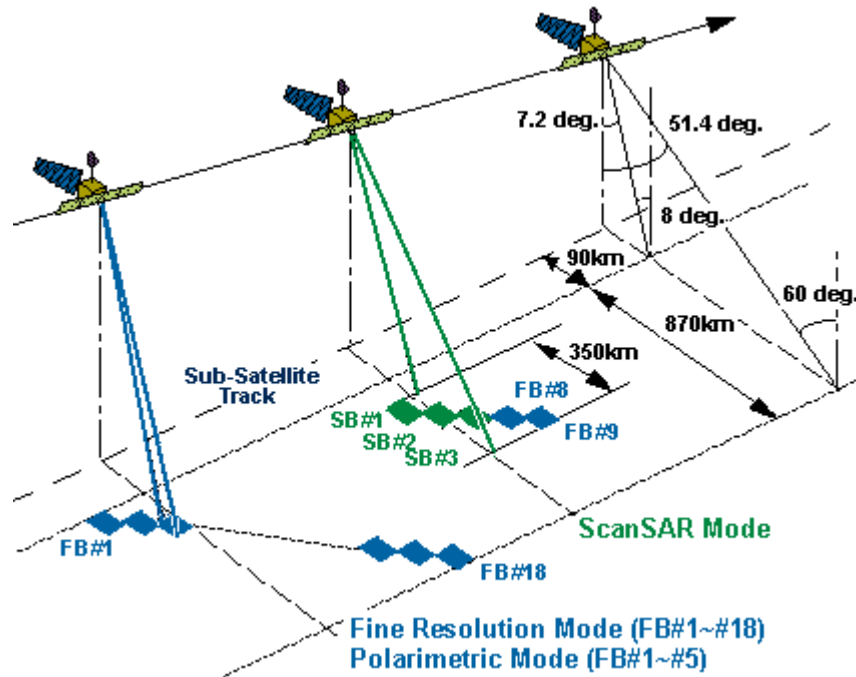 7.2 deg.
51.4 deg.
8 deg.
90km
60 deg.
870km
350km
Sub-Satellite
Track
FB#8
SB#1
FB#9
SB#2
SB#3
ScanSAR Mode
FB#1
FB#18
Fine Resolution Mode (FB#1~#18)
Polarimetric Mode (FB#1~#5)